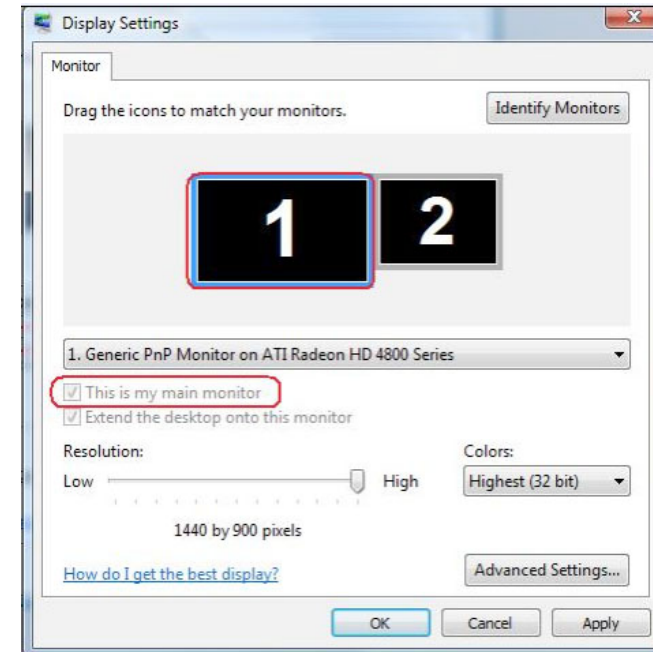 Display Settings
Monitor
Drag the icons to match your monitors.
Identify Monitors
1
2
1. Generic PnP Monitor on ATI Radeon HD 4800 Series
This is my main monitor
Extend the desktop onto this monitor
Resolution:
Colors:
Low
High
Highest (32 bit)
1440 by 900 pixels
How do I get the best display?
Advanced Settings...
OK
Cancel
Apply